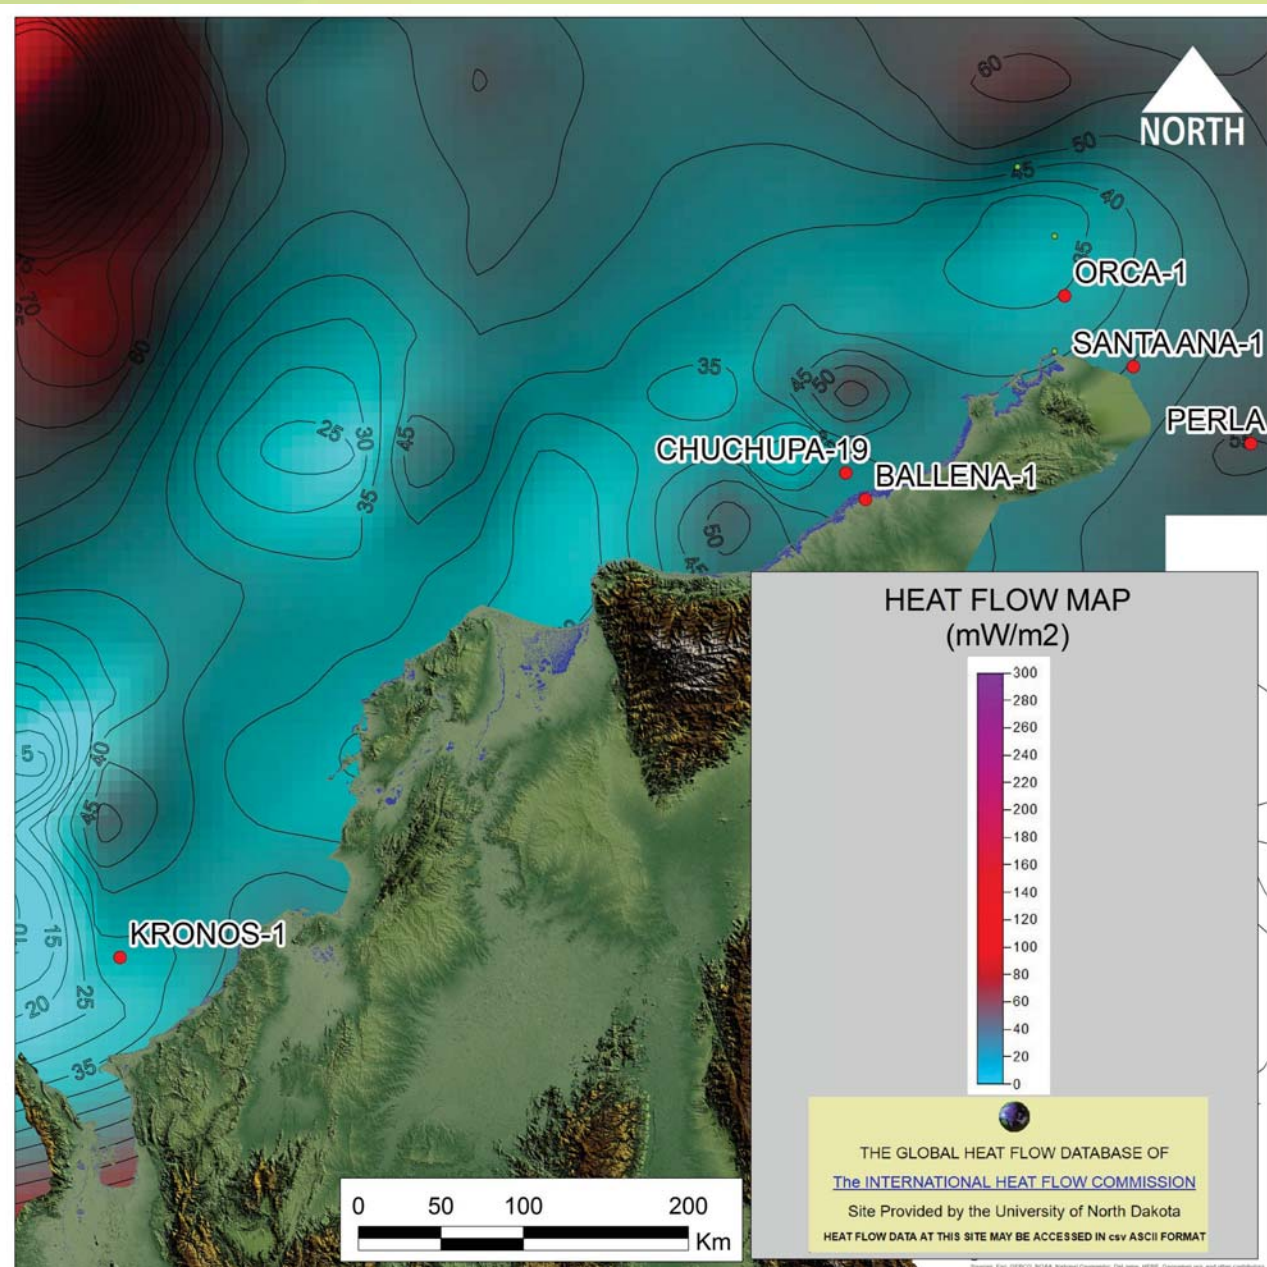 60
NORTH
50
45
40
35
ORCA-1
SANTA ANA-1
PERLA
70
60
35
45
50
25
30
45
35
CHUCHUPA-19
BALLENA-1
50
45
5
40
45
KRONOS-1
10
15
20
25
35
HEAT FLOW MAP
(mW/m2)
300
280
260
240
220
200
180
160
140
120
100
80
60
40
20
0
THE GLOBAL HEAT FLOW DATABASE OF
The INTERNATIONAL HEAT FLOW COMMISSION
Site Provided by the University of North Dakota
HEAT FLOW DATA AT THIS SITE MAY BE ACCESSED IN csv ASCII FORMAT
0 50 100 200
Km